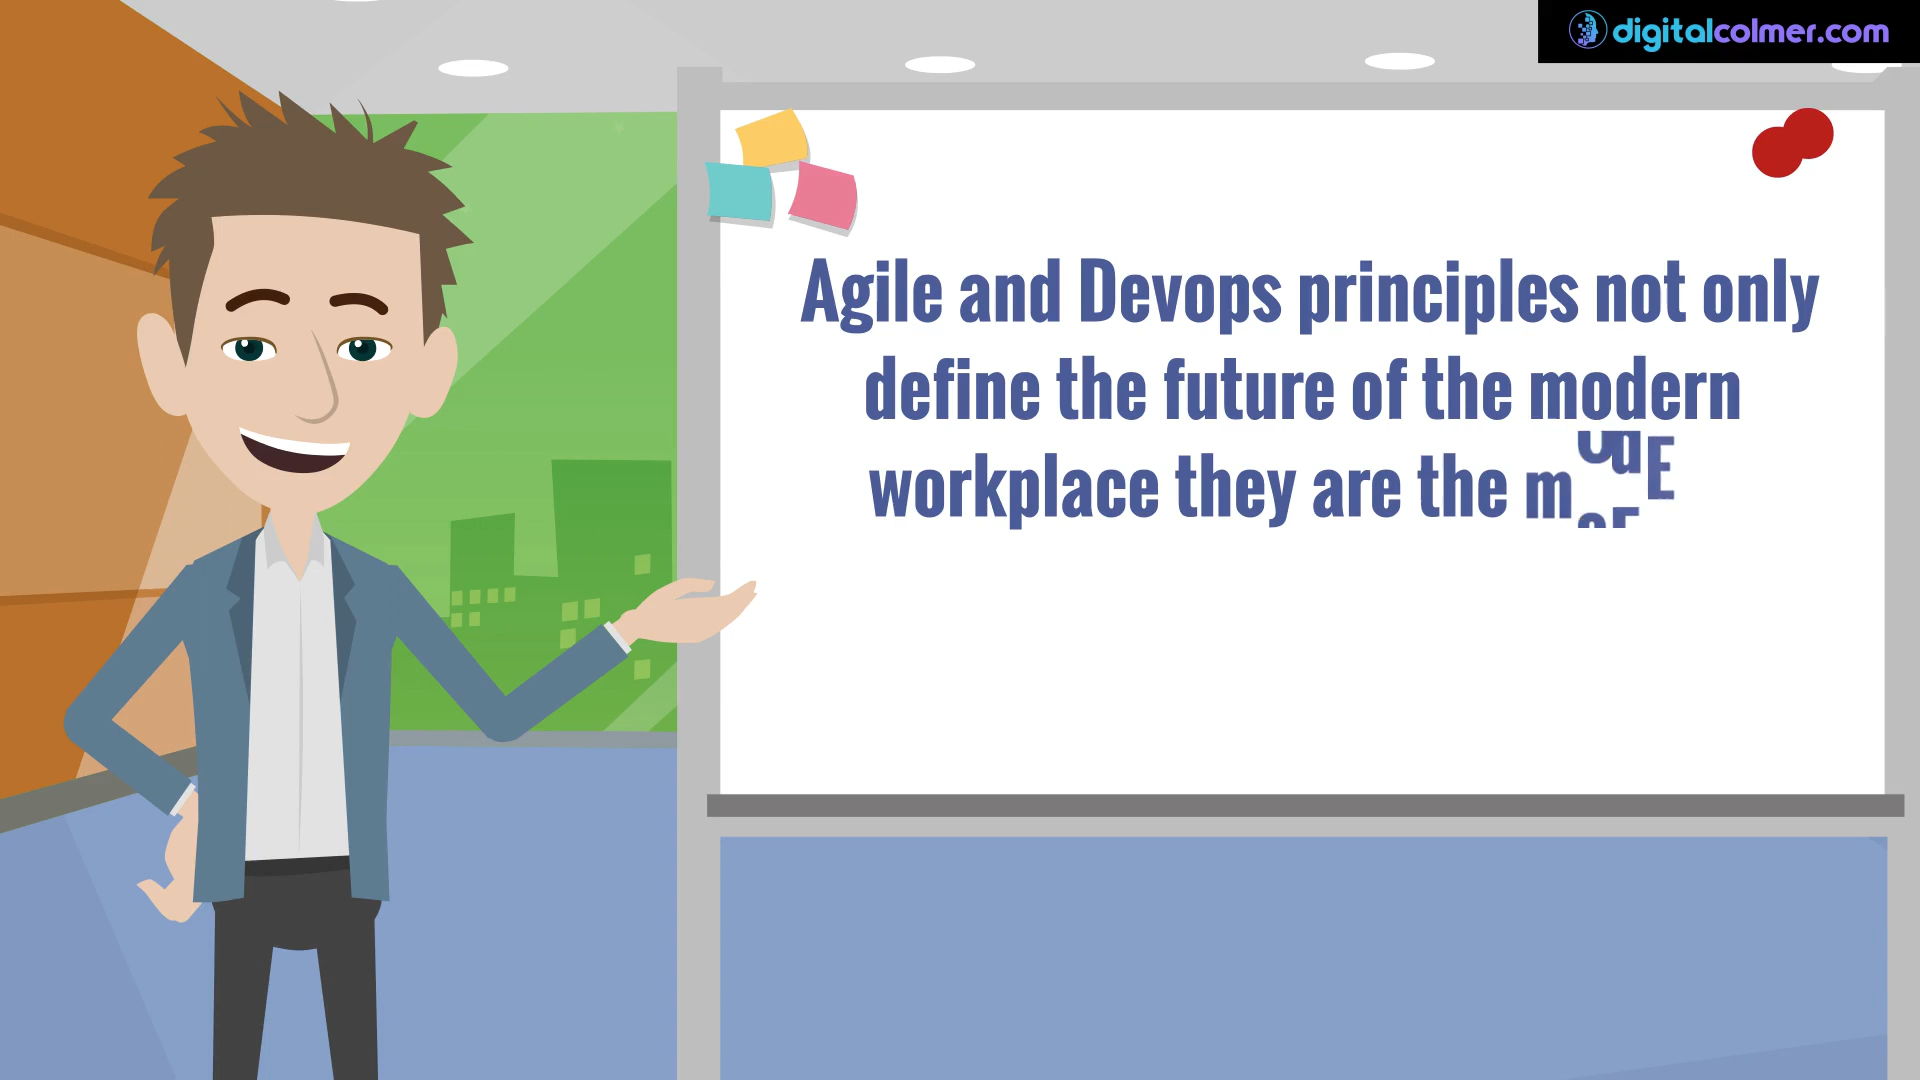 digitalcolmer.com
Agile and Devops principles not only
define the future of the modern
workplace they are the